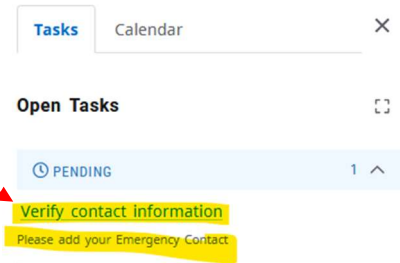 Tasks Calendar
Open Tasks
PENDING 1
Verify contact information
Please add your Emergency Contact